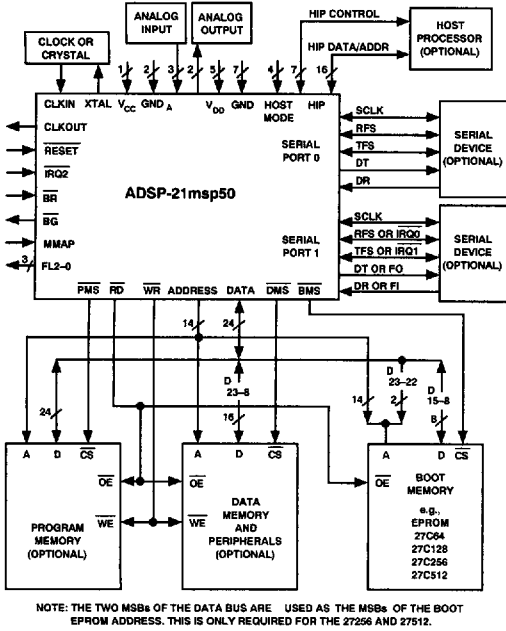 ANALOG INPUT
ANALOG OUTPUT
HIP CONTROL
HOST PROCESSOR (OPTIONAL)
CLOCK OR CRYSTAL
HIP DATA/ADDR
1 2 3 2 5 7 4 7 16
CLKIN XTAL VCC GNDA VDD GND HOST MODE HIP
CLKOUT
RESET
IRQ2
BR
BG
MMAP
3
FL2–0
ADSP-21msp50
SERIAL PORT 0
SCLK
RFS
TFS
DT
DR
SERIAL DEVICE (OPTIONAL)
SERIAL PORT 1
SCLK
RFS OR IRQ0
TFS OR IRQ1
DT OR FO
DR OR FI
SERIAL DEVICE (OPTIONAL)
PMS RD WR ADDRESS DATA DMS BMS
14 24
D 23–8
D 23–22
D 15–8
24 16 14 2 8
A D CS
A D CS
A D CS
OE
WE
PROGRAM MEMORY (OPTIONAL)
OE
WE
DATA MEMORY AND PERIPHERALS (OPTIONAL)
OE
BOOT MEMORY
e.g.,
EPROM
27C64
27C128
27C256
27C512
NOTE: THE TWO MSBs OF THE DATA BUS ARE USED AS THE MSBs OF THE BOOT
EPROM ADDRESS. THIS IS ONLY REQUIRED FOR THE 27256 AND 27512.